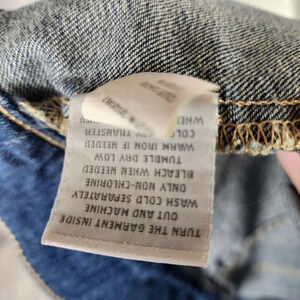 TURN THE GARMENT INSIDE
OUT AND MACHINE
WASH COLD SEPARATELY
ONLY NON-CHLORINE
BLEACH WHEN NEEDED
TUMBLE DRY LOW
WARM IRON IF NEEDED
TRANSFER
WHEN